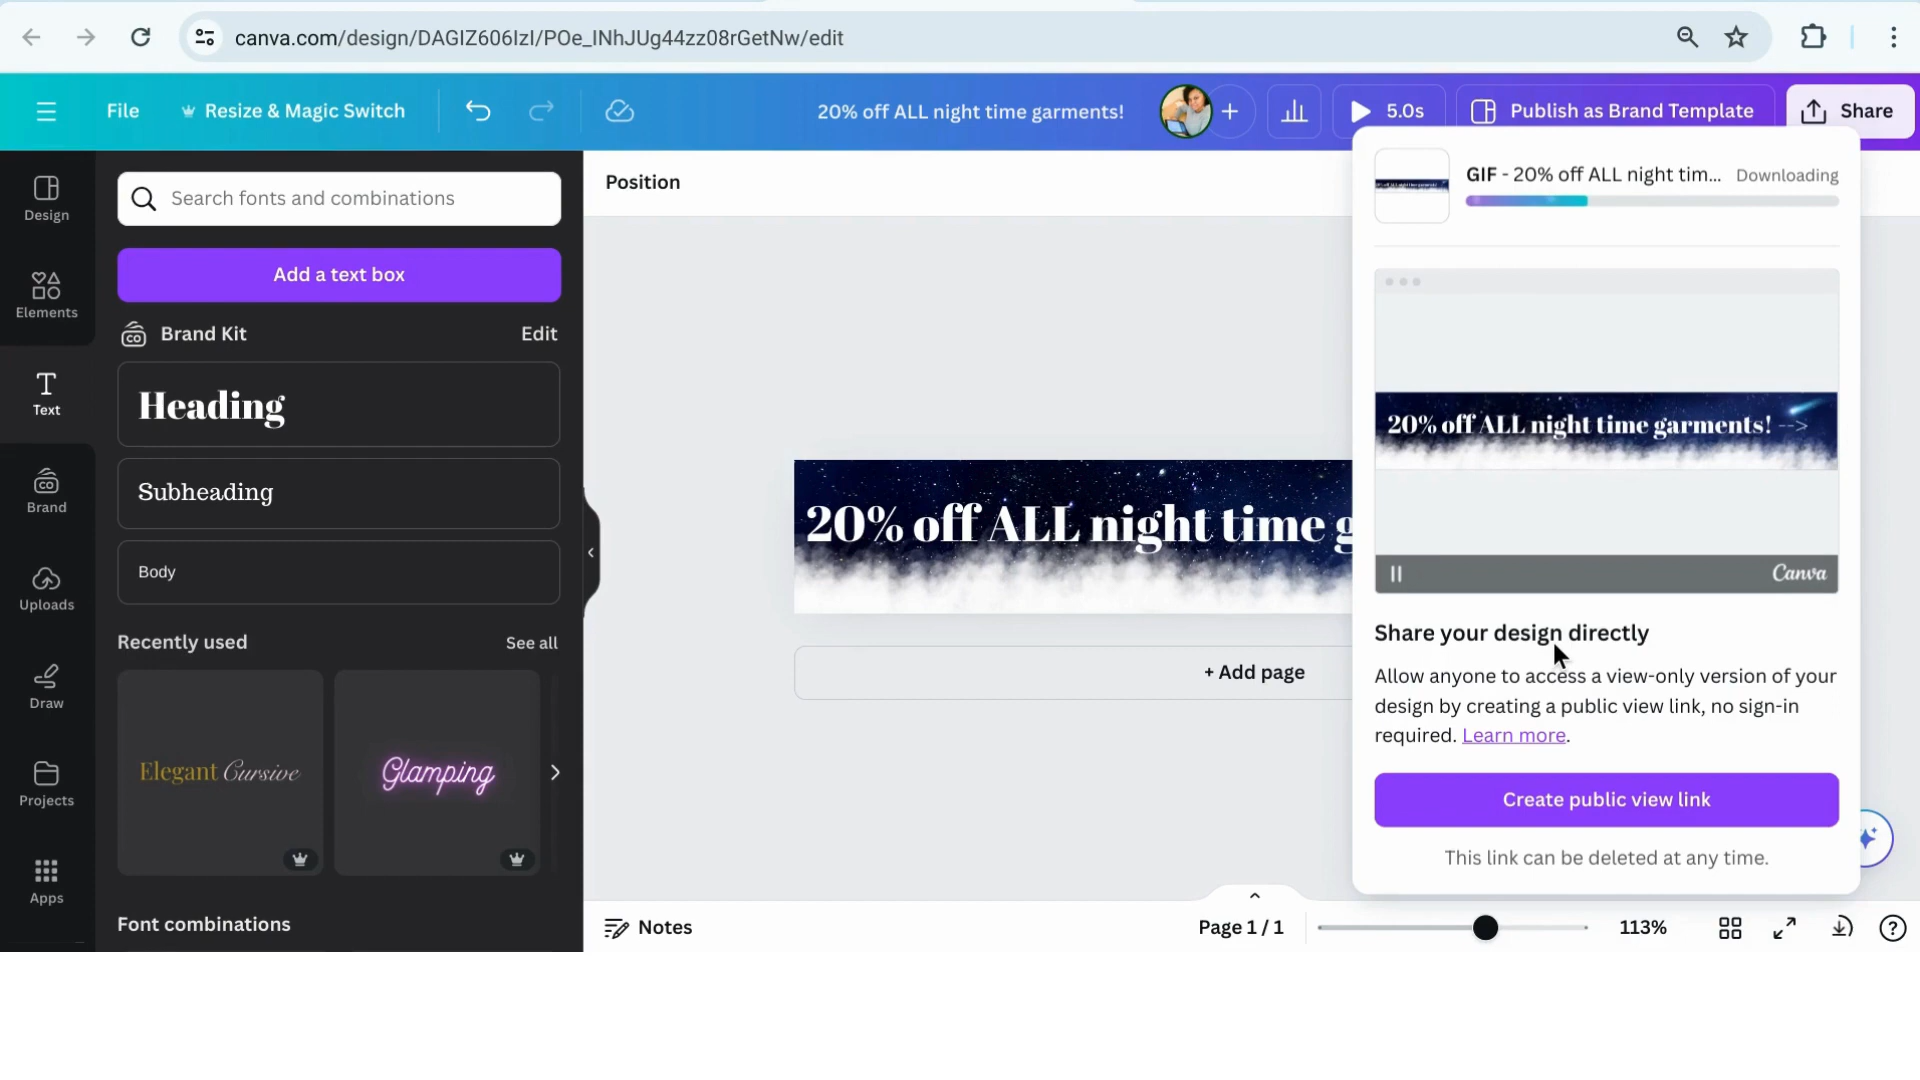 canva.com/design/DAGIZ606IzI/POe_INhJUg44zz08rGetNw/edit
File
Resize & Magic Switch
20% off ALL night time garments!
5.0s
Publish as Brand Template
Share
Design
Elements
Text
Brand
Uploads
Draw
Projects
Apps
Search fonts and combinations
Add a text box
Brand Kit
Edit
Heading
Subheading
Body
Recently used
See all
Elegant Cursive
Glamping
Font combinations
Position
20% off ALL night time g
+ Add page
GIF - 20% off ALL night tim... Downloading
20% off ALL night time garments! -->
Canva
Share your design directly
Allow anyone to access a view-only version of your
design by creating a public view link, no sign-in
required. Learn more.
Create public view link
This link can be deleted at any time.
Notes
Page 1 / 1
113%